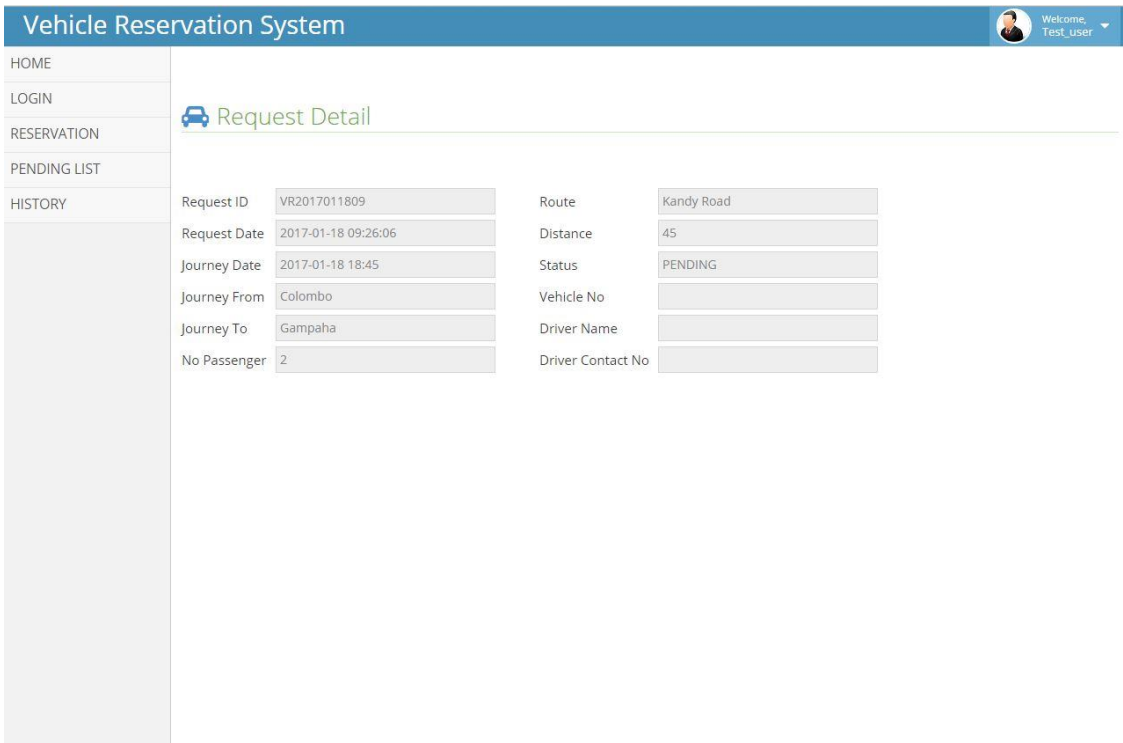 Vehicle Reservation System
Welcome,
Test_user
HOME
LOGIN
RESERVATION
PENDING LIST
HISTORY
Request Detail
Request ID VR2017011809
Request Date 2017-01-18 09:26:06
Journey Date 2017-01-18 18:45
Journey From Colombo
Journey To Gampaha
No Passenger 2
Route Kandy Road
Distance 45
Status PENDING
Vehicle No
Driver Name
Driver Contact No